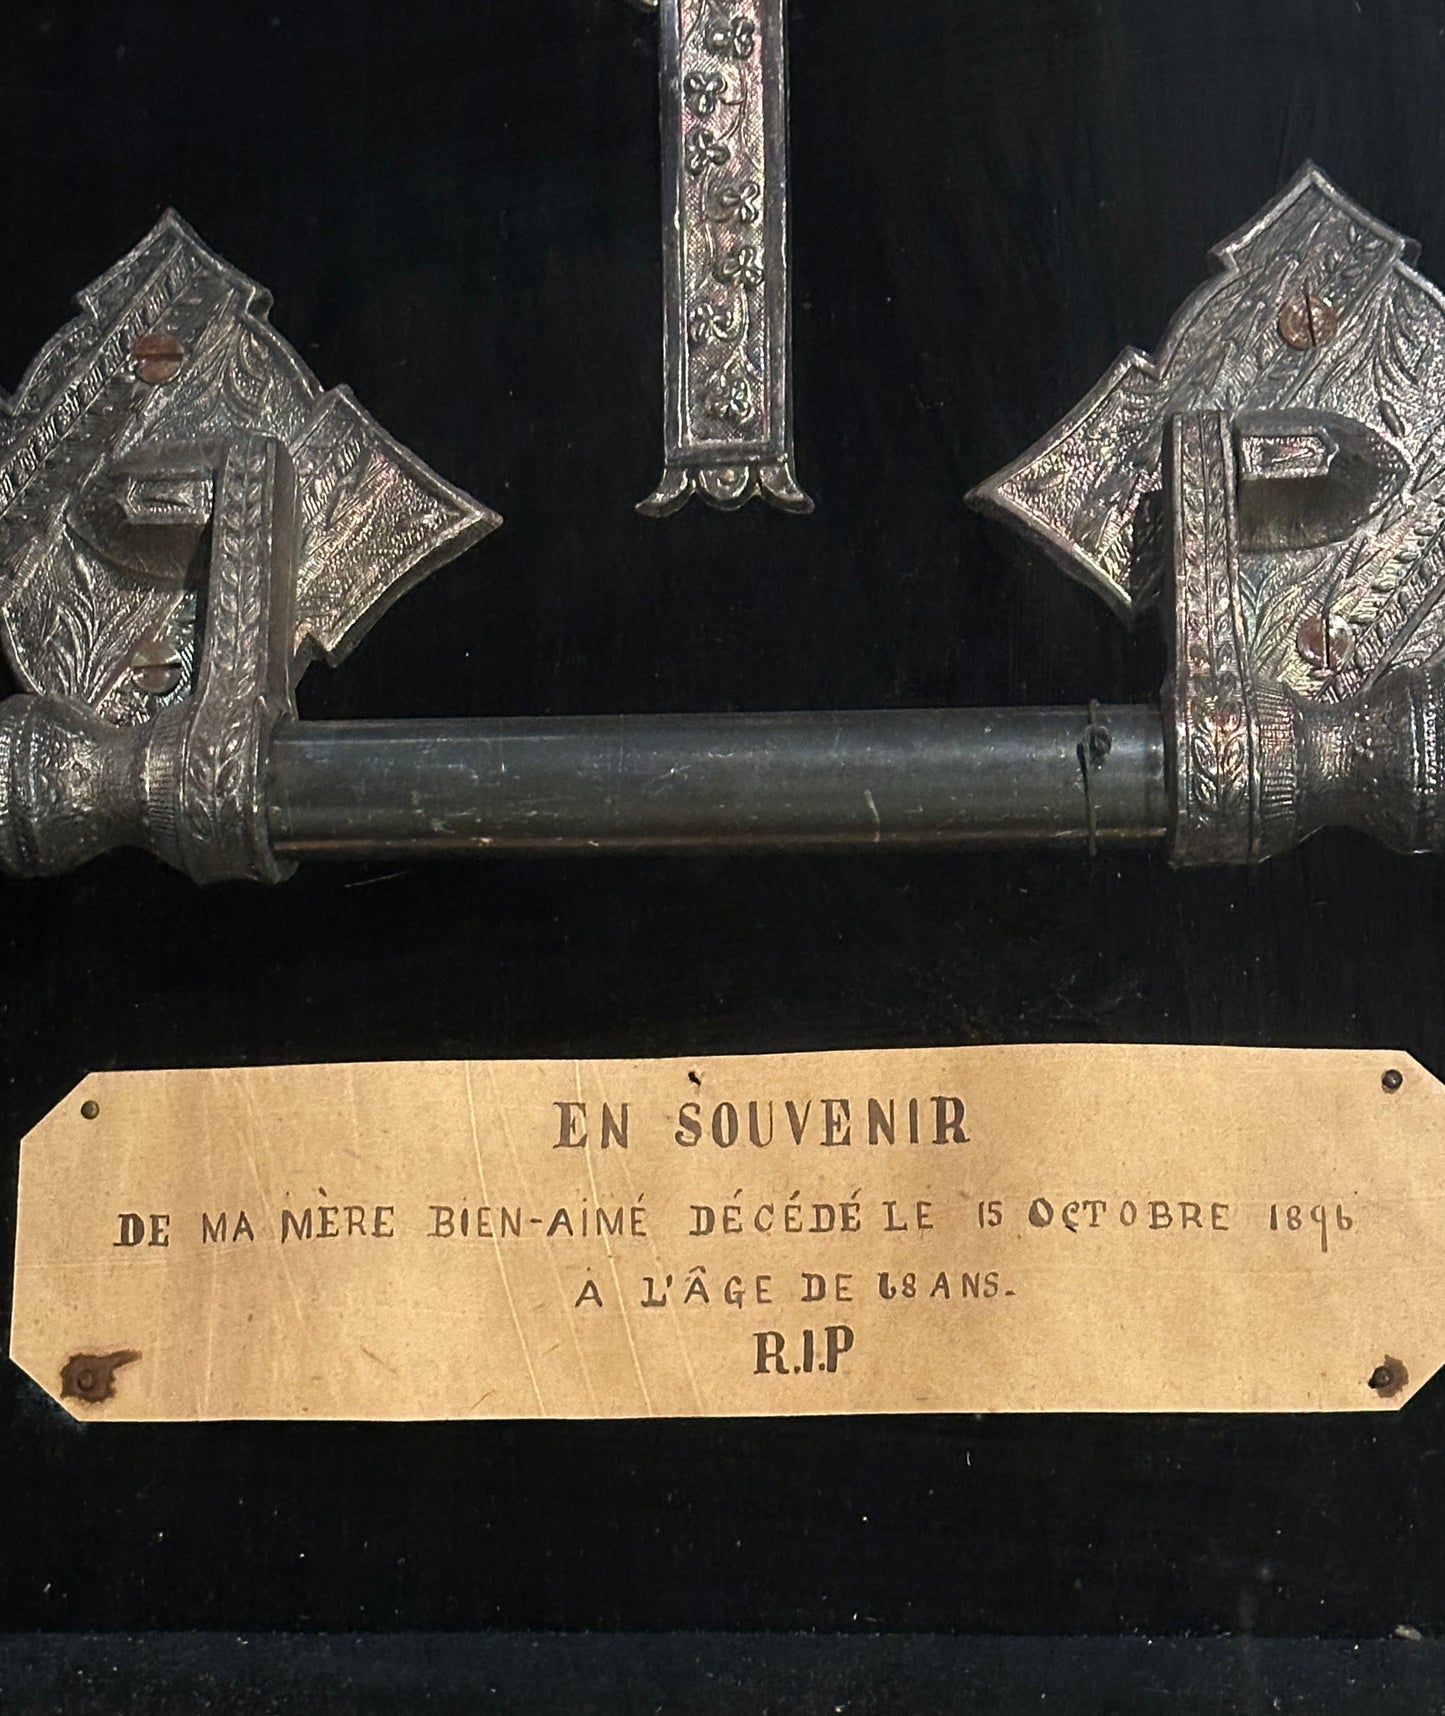 EN SOUVENIR
DE MA MÈRE BIEN-AIMÉ DÉCÉDÉ LE 15 OCTOBRE 1896
A L'ÂGE DE 68 ANS.
R.I.P